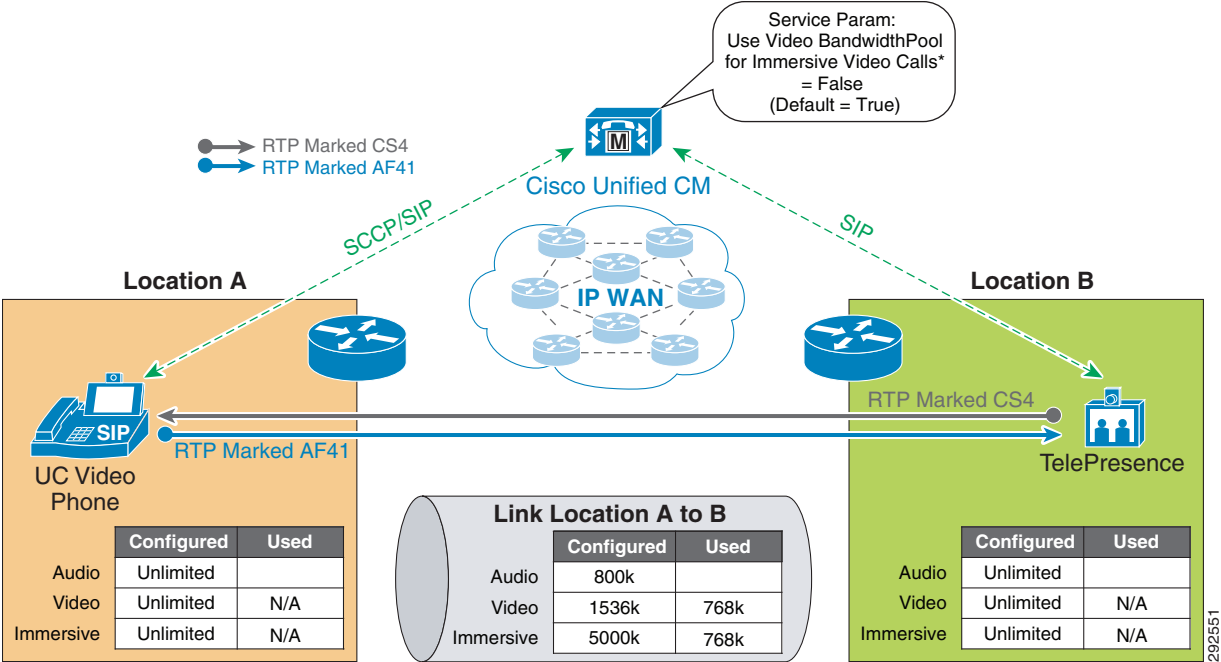 Service Param:
Use Video BandwidthPool
for Immersive Video Calls*
= False
(Default = True)
RTP Marked CS4
RTP Marked AF41
M
Cisco Unified CM
SCCP/SIP
SIP
IP WAN
Location A
Location B
RTP Marked CS4
SIP
RTP Marked AF41
UC Video
Phone
TelePresence
Configured Used
Audio Unlimited
Video Unlimited N/A
Immersive Unlimited N/A
Link Location A to B
Configured Used
Audio 800k
Video 1536k 768k
Immersive 5000k 768k
Configured Used
Audio Unlimited
Video Unlimited N/A
Immersive Unlimited N/A
292551